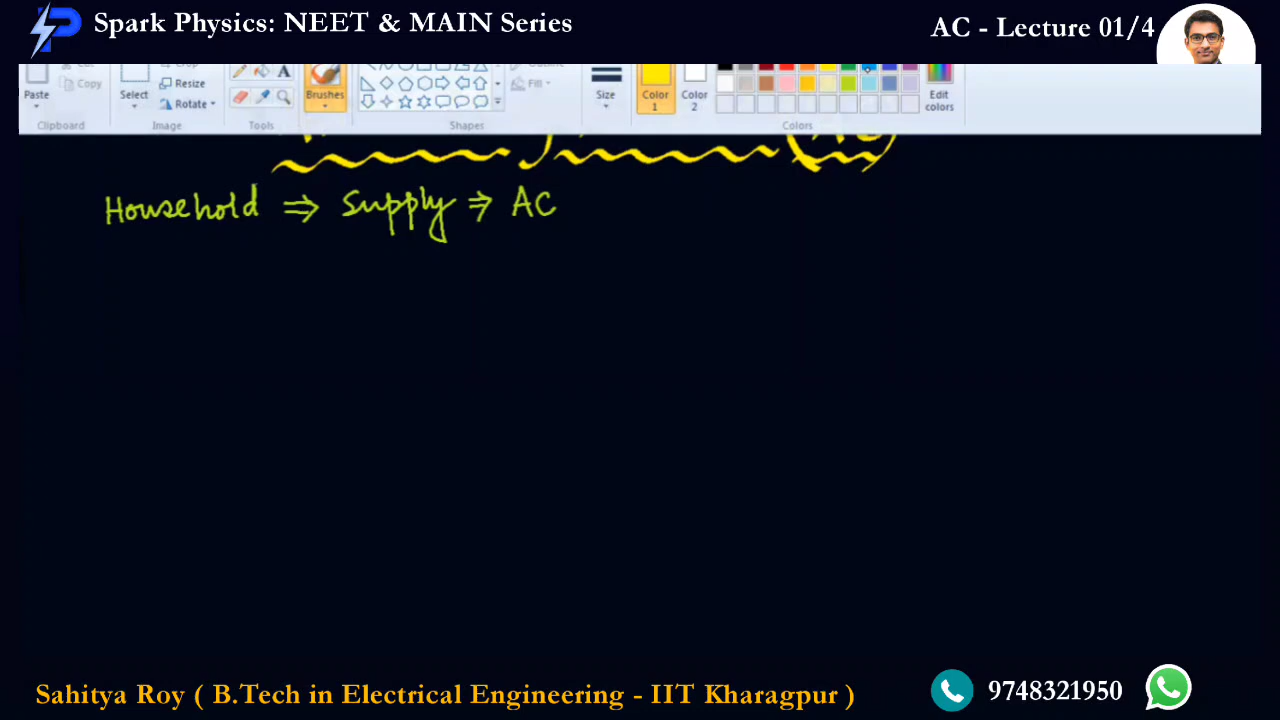 Spark Physics: NEET & MAIN Series
AC - Lecture 01/4
Paste
Copy
Select
Resize
Rotate
A
Brushes
Fill
Size
Color 1
Color 2
Edit colors
Clipboard
Image
Tools
Shapes
Colors
Household ⇒ Supply ⇒ AC
Sahitya Roy ( B.Tech in Electrical Engineering - IIT Kharagpur )
9748321950